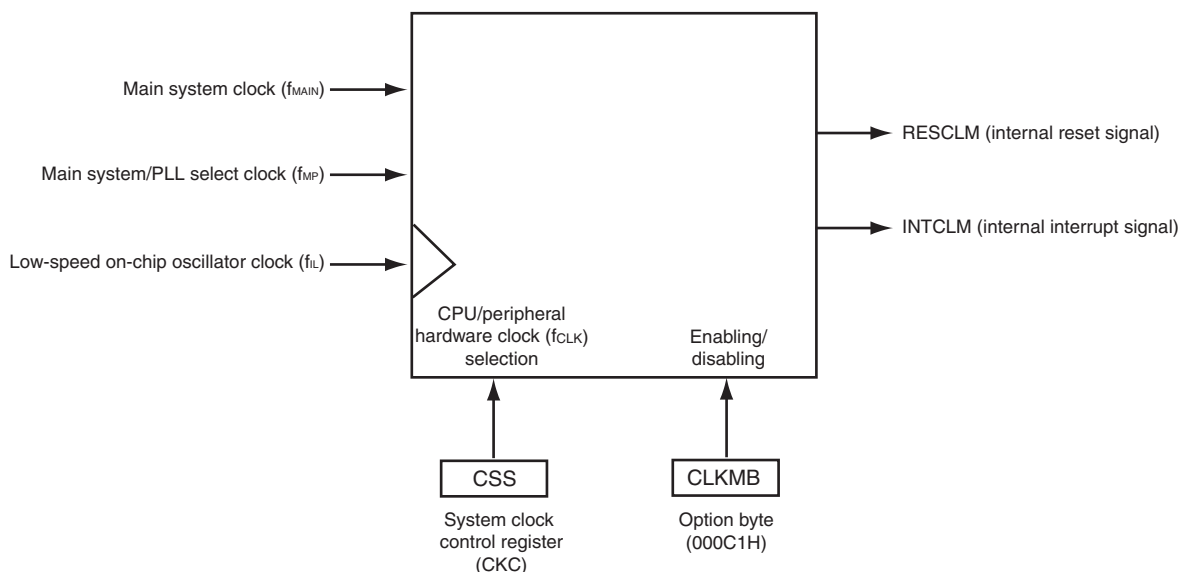 Main system clock (fMAIN)
Main system/PLL select clock (fMP)
Low-speed on-chip oscillator clock (fIL)
RESCLM (internal reset signal)
INTCLM (internal interrupt signal)
CPU/peripheral
hardware clock (fCLK)
selection
Enabling/
disabling
CSS
System clock
control register
(CKC)
CLKMB
Option byte
(000C1H)